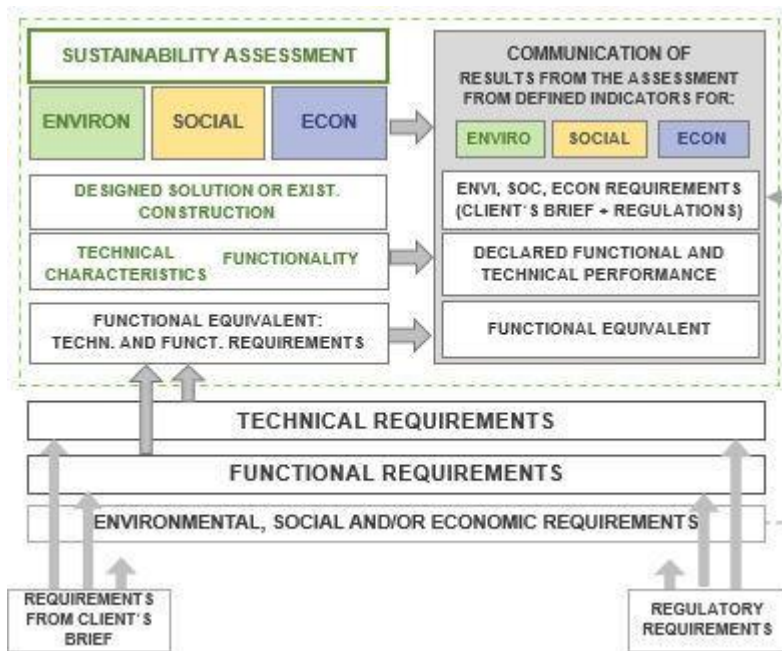 SUSTAINABILITY ASSESSMENT
ENVIRON
SOCIAL
ECON
DESIGNED SOLUTION OR EXIST.
CONSTRUCTION
TECHNICAL FUNCTIONALITY
CHARACTERISTICS
FUNCTIONAL EQUIVALENT:
TECHN. AND FUNCT. REQUIREMENTS
COMMUNICATION OF
RESULTS FROM THE ASSESSMENT
FROM DEFINED INDICATORS FOR:
ENVIRO
SOCIAL
ECON
ENVI, SOC, ECON REQUIREMENTS
(CLIENT´S BRIEF + REGULATIONS)
DECLARED FUNCTIONAL AND
TECHNICAL PERFORMANCE
FUNCTIONAL EQUIVALENT
TECHNICAL REQUIREMENTS
FUNCTIONAL REQUIREMENTS
ENVIRONMENTAL, SOCIAL AND/OR ECONOMIC REQUIREMENTS
REQUIREMENTS
FROM CLIENT´S
BRIEF
REGULATORY
REQUIREMENTS